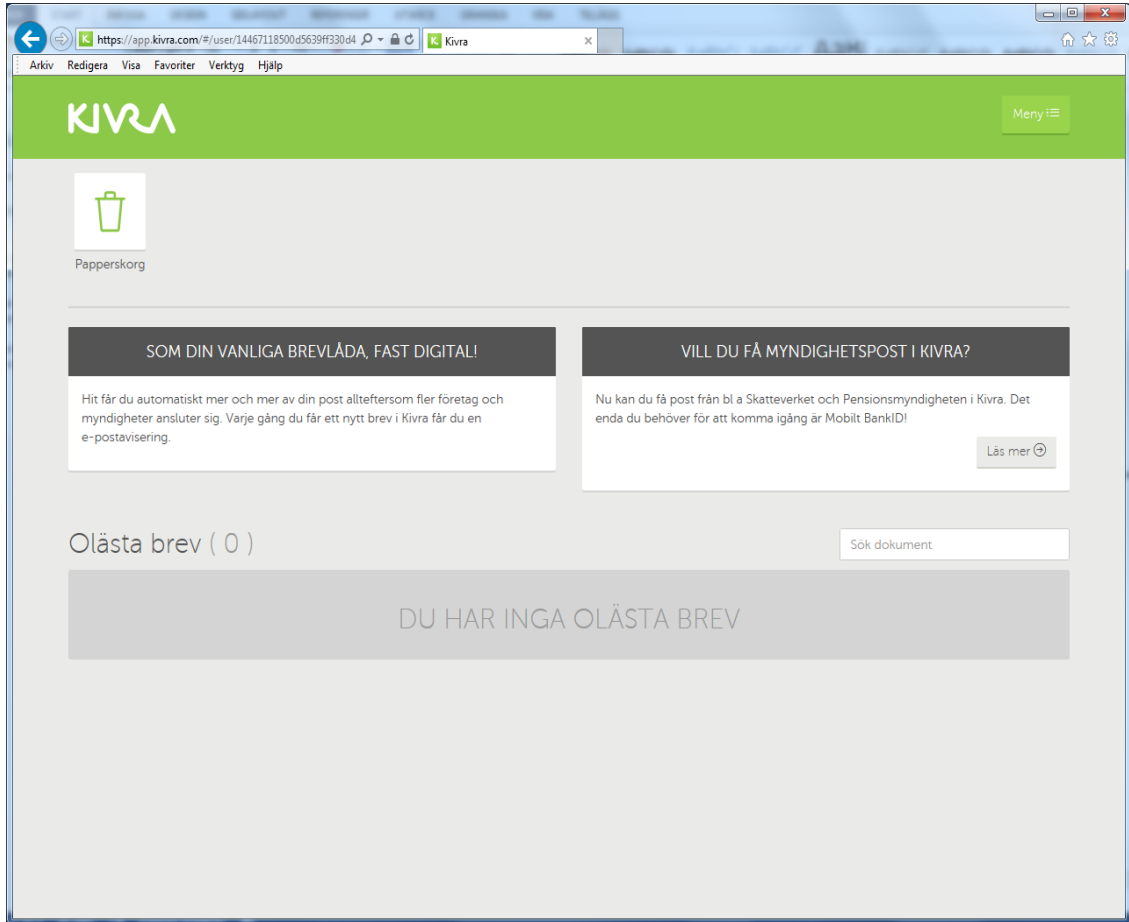 https://app.kivra.com/#/user/14467118500d5639ff330d4
Kivra
Arkiv Redigera Visa Favoriter Verktyg Hjälp
KIVRA
Meny
Papperskorg
SOM DIN VANLIGA BREVLÅDA, FAST DIGITAL!
Hit får du automatiskt mer och mer av din post allteftersom fler företag och
myndigheter ansluter sig. Varje gång du får ett nytt brev i Kivra får du en
e-postavisering.
VILL DU FÅ MYNDIGHETSPOST I KIVRA?
Nu kan du få post från bl a Skatteverket och Pensionsmyndigheten i Kivra. Det
enda du behöver för att komma igång är Mobilt BankID!
Läs mer
Olästa brev ( 0 )
Sök dokument
DU HAR INGA OLÄSTA BREV